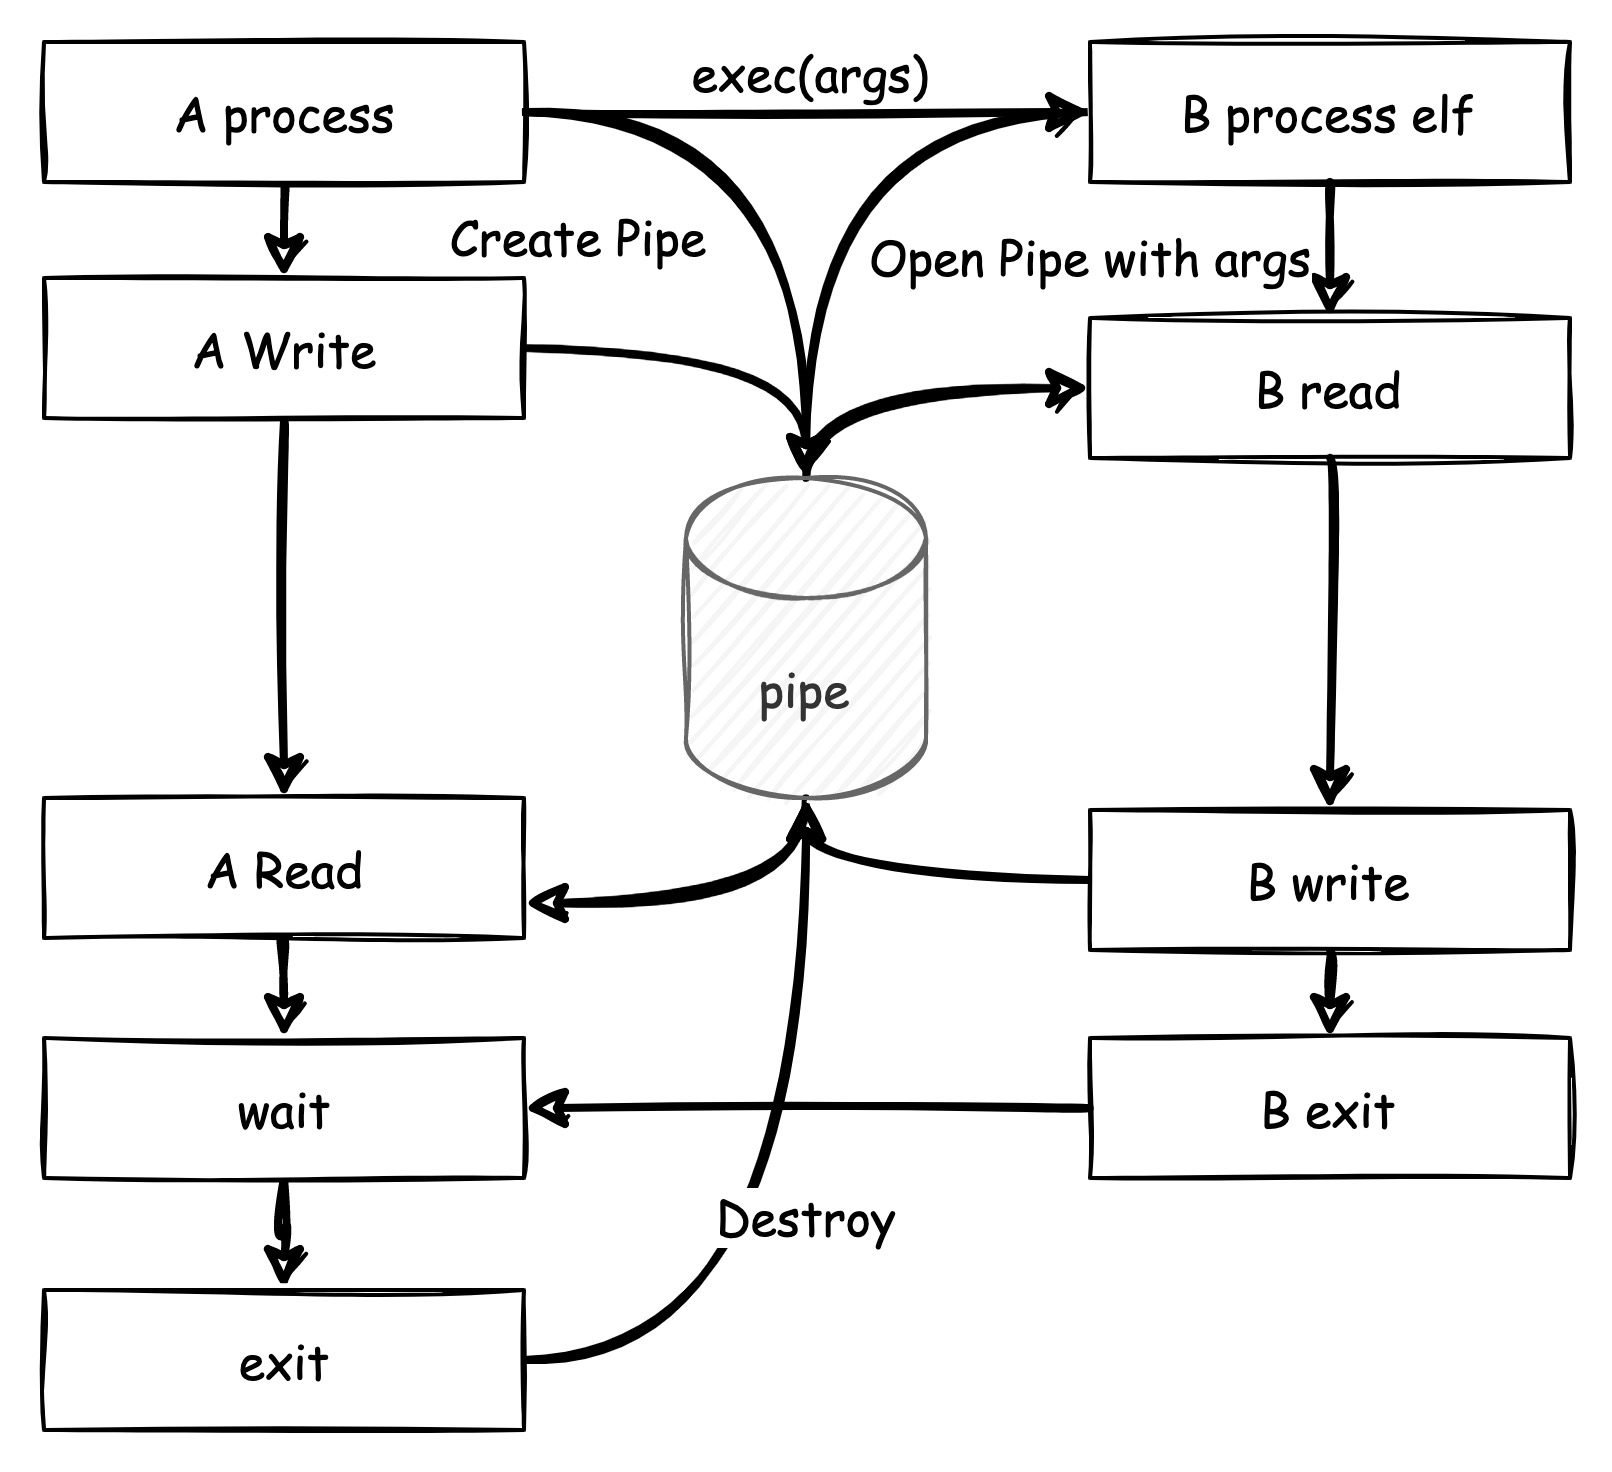 A process
exec(args)
B process elf
Create Pipe
Open Pipe with args
A Write
B read
pipe
A Read
B write
wait
B exit
Destroy
exit